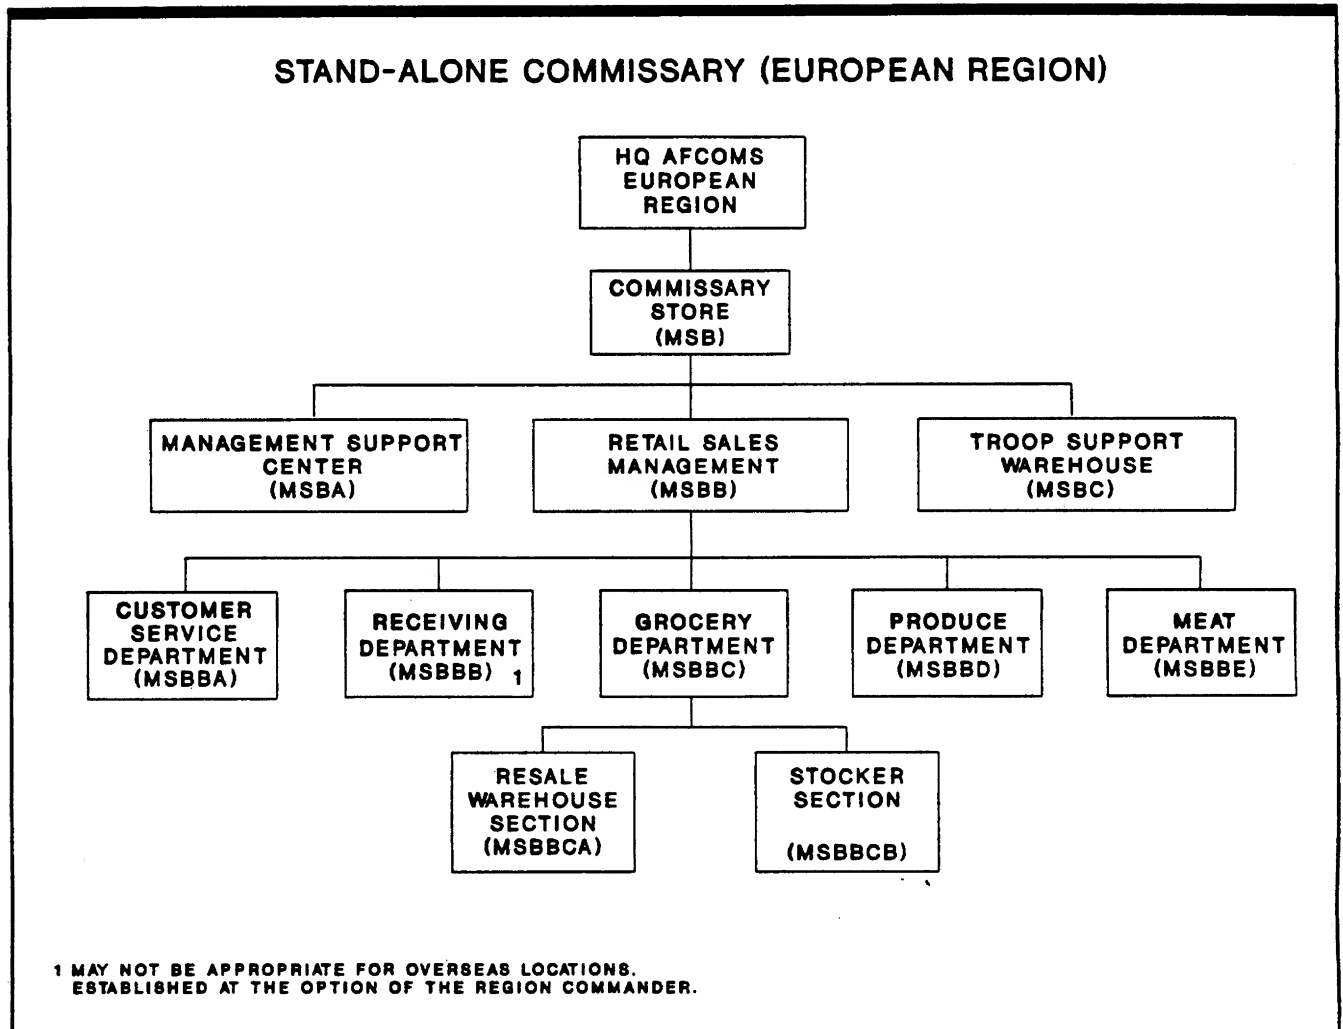 STAND-ALONE COMMISSARY (EUROPEAN REGION)
HQ AFCOMS
EUROPEAN
REGION
COMMISSARY
STORE
(MSB)
MANAGEMENT SUPPORT
CENTER
(MSBA)
RETAIL SALES
MANAGEMENT
(MSBB)
TROOP SUPPORT
WAREHOUSE
(MSBC)
CUSTOMER
SERVICE
DEPARTMENT
(MSBBA)
RECEIVING
DEPARTMENT
(MSBBB) 1
GROCERY
DEPARTMENT
(MSBBC)
PRODUCE
DEPARTMENT
(MSBBD)
MEAT
DEPARTMENT
(MSBBE)
RESALE
WAREHOUSE
SECTION
(MSBBCA)
STOCKER
SECTION
(MSBBCB)
1 MAY NOT BE APPROPRIATE FOR OVERSEAS LOCATIONS.
ESTABLISHED AT THE OPTION OF THE REGION COMMANDER.